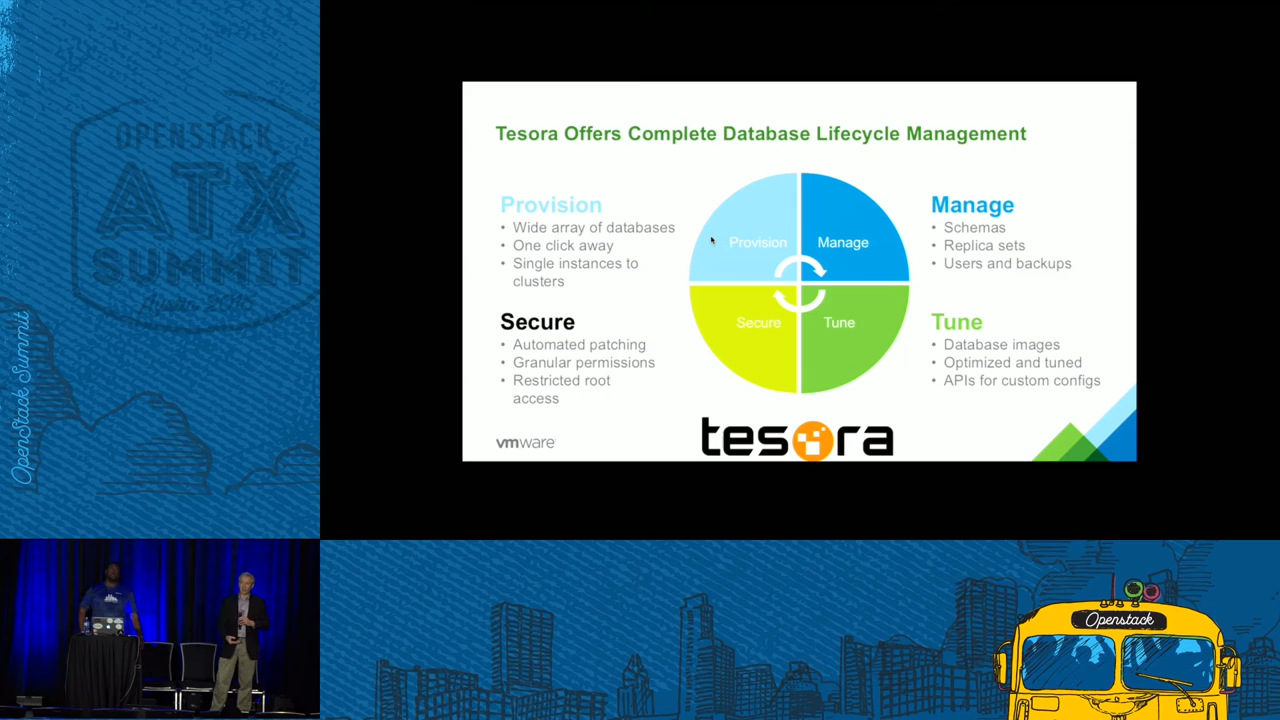 OPENSTACK
ATX
SUMMIT
Austin 2016
OpenStack Summit
Tesora Offers Complete Database Lifecycle Management
Provision
• Wide array of databases
• One click away
• Single instances to
clusters
Secure
• Automated patching
• Granular permissions
• Restricted root
access
Provision
Manage
Secure
Tune
Manage
• Schemas
• Replica sets
• Users and backups
Tune
• Database images
• Optimized and tuned
• APIs for custom configs
vmware
tesora
Openstack